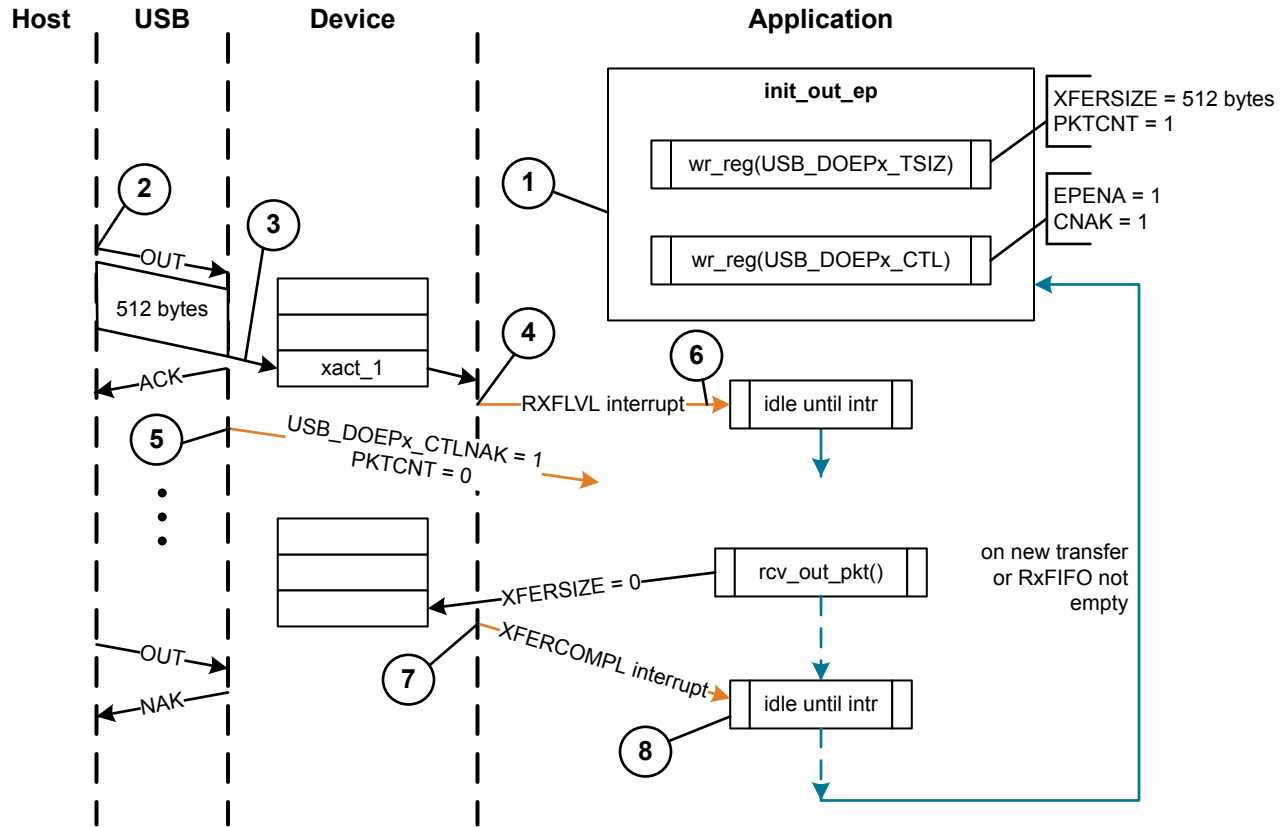 Host
USB
Device
Application
init_out_ep
XFERSIZE = 512 bytes
PKTCNT = 1
wr_reg(USB_DOEPx_TSIZ)
1
EPENA = 1
CNAK = 1
wr_reg(USB_DOEPx_CTL)
2
3
OUT
512 bytes
xact_1
ACK
4
6
RXFLVL interrupt
idle until intr
5
USB_DOEPx_CTLNAK = 1
PKTCNT = 0
rcv_out_pkt()
on new transfer
or RxFIFO not
empty
XFERSIZE = 0
XFERCOMPL interrupt
OUT
7
NAK
idle until intr
8